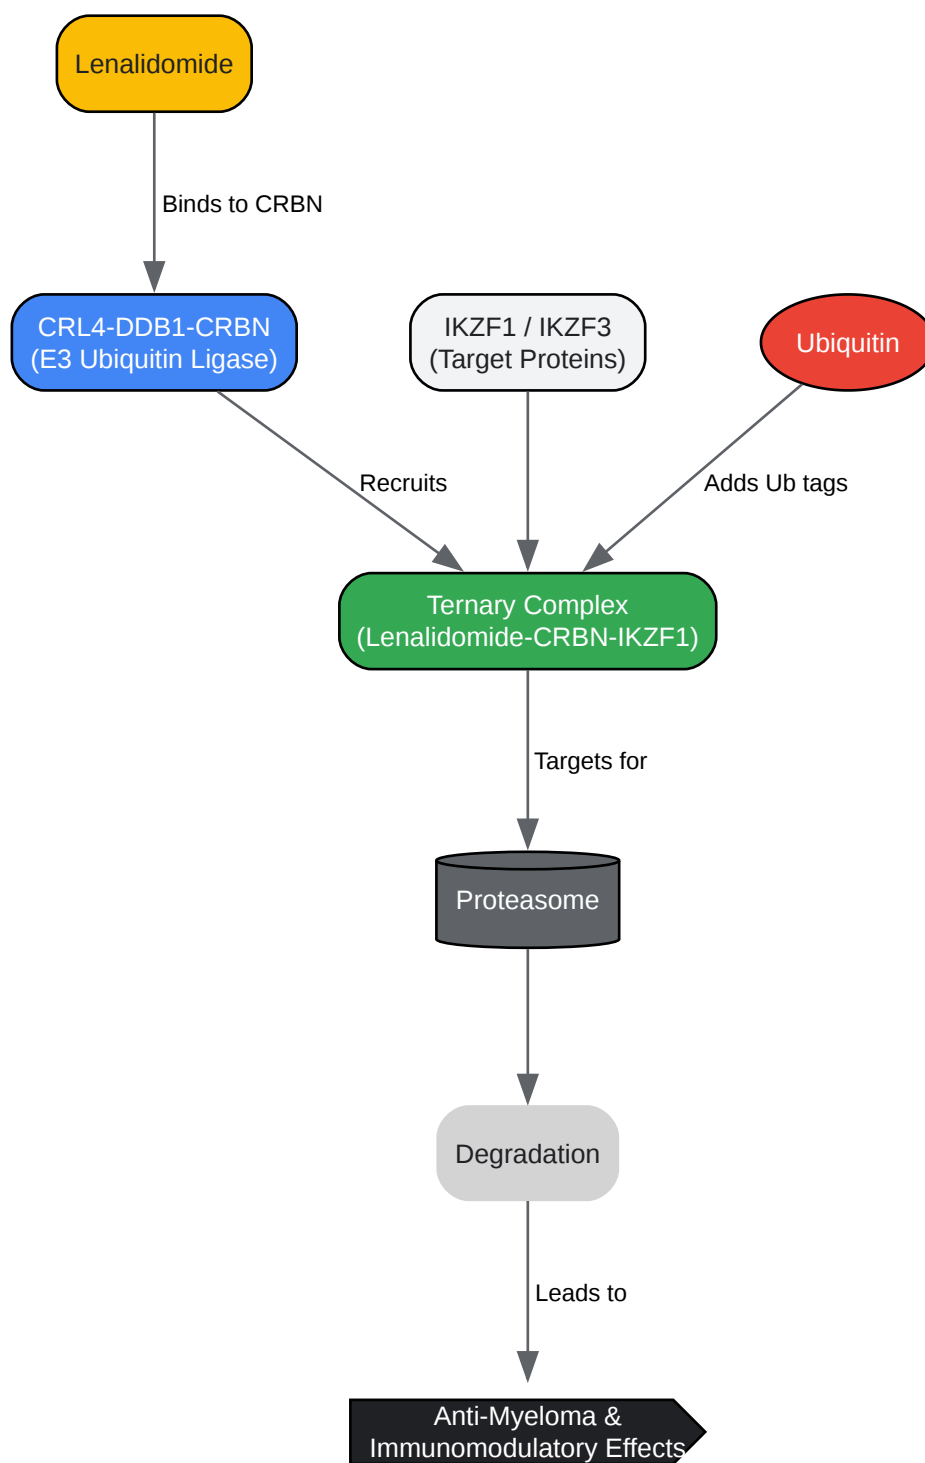 Lenalidomide
Binds to CRBN
CRL4-DDB1-CRBN
(E3 Ubiquitin Ligase)
IKZF1 / IKZF3
(Target Proteins)
Ubiquitin
Recruits
Adds Ub tags
Ternary Complex
(Lenalidomide-CRBN-IKZF1)
Targets for
Proteasome
Degradation
Leads to
Anti-Myeloma &
Immunomodulatory Effects